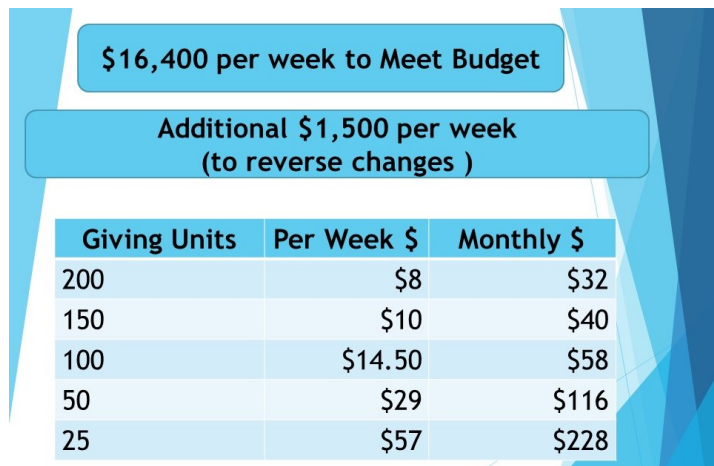 $16,400 per week to Meet Budget
Additional $1,500 per week
(to reverse changes )
Giving Units Per Week $ Monthly $
200 $8 $32
150 $10 $40
100 $14.50 $58
50 $29 $116
25 $57 $228